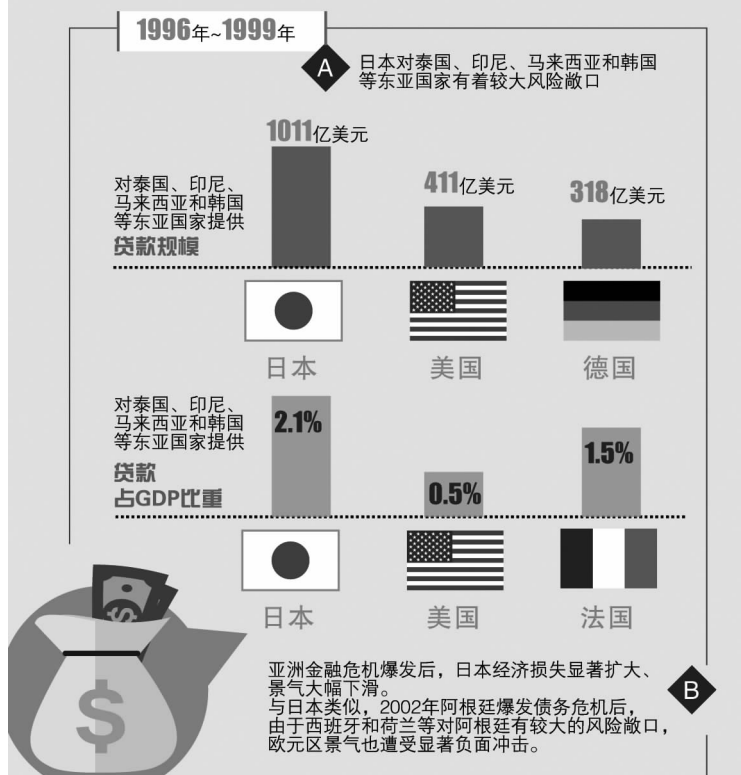 1996年~1999年
A
日本对泰国、印尼、马来西亚和韩国
等东亚国家有着较大风险敞口
1011亿美元
411亿美元
318亿美元
对泰国、印尼、
马来西亚和韩国
等东亚国家提供
贷款规模
日本
美国
德国
对泰国、印尼、
马来西亚和韩国
等东亚国家提供
贷款
占GDP比重
2.1%
0.5%
1.5%
日本
美国
法国
$
$
亚洲金融危机爆发后，日本经济损失显著扩大、
景气大幅下滑。
与日本类似，2002年阿根廷爆发债务危机后，
由于西班牙和荷兰等对阿根廷有较大的风险敞口，
欧元区景气也遭受显著负面冲击。
B